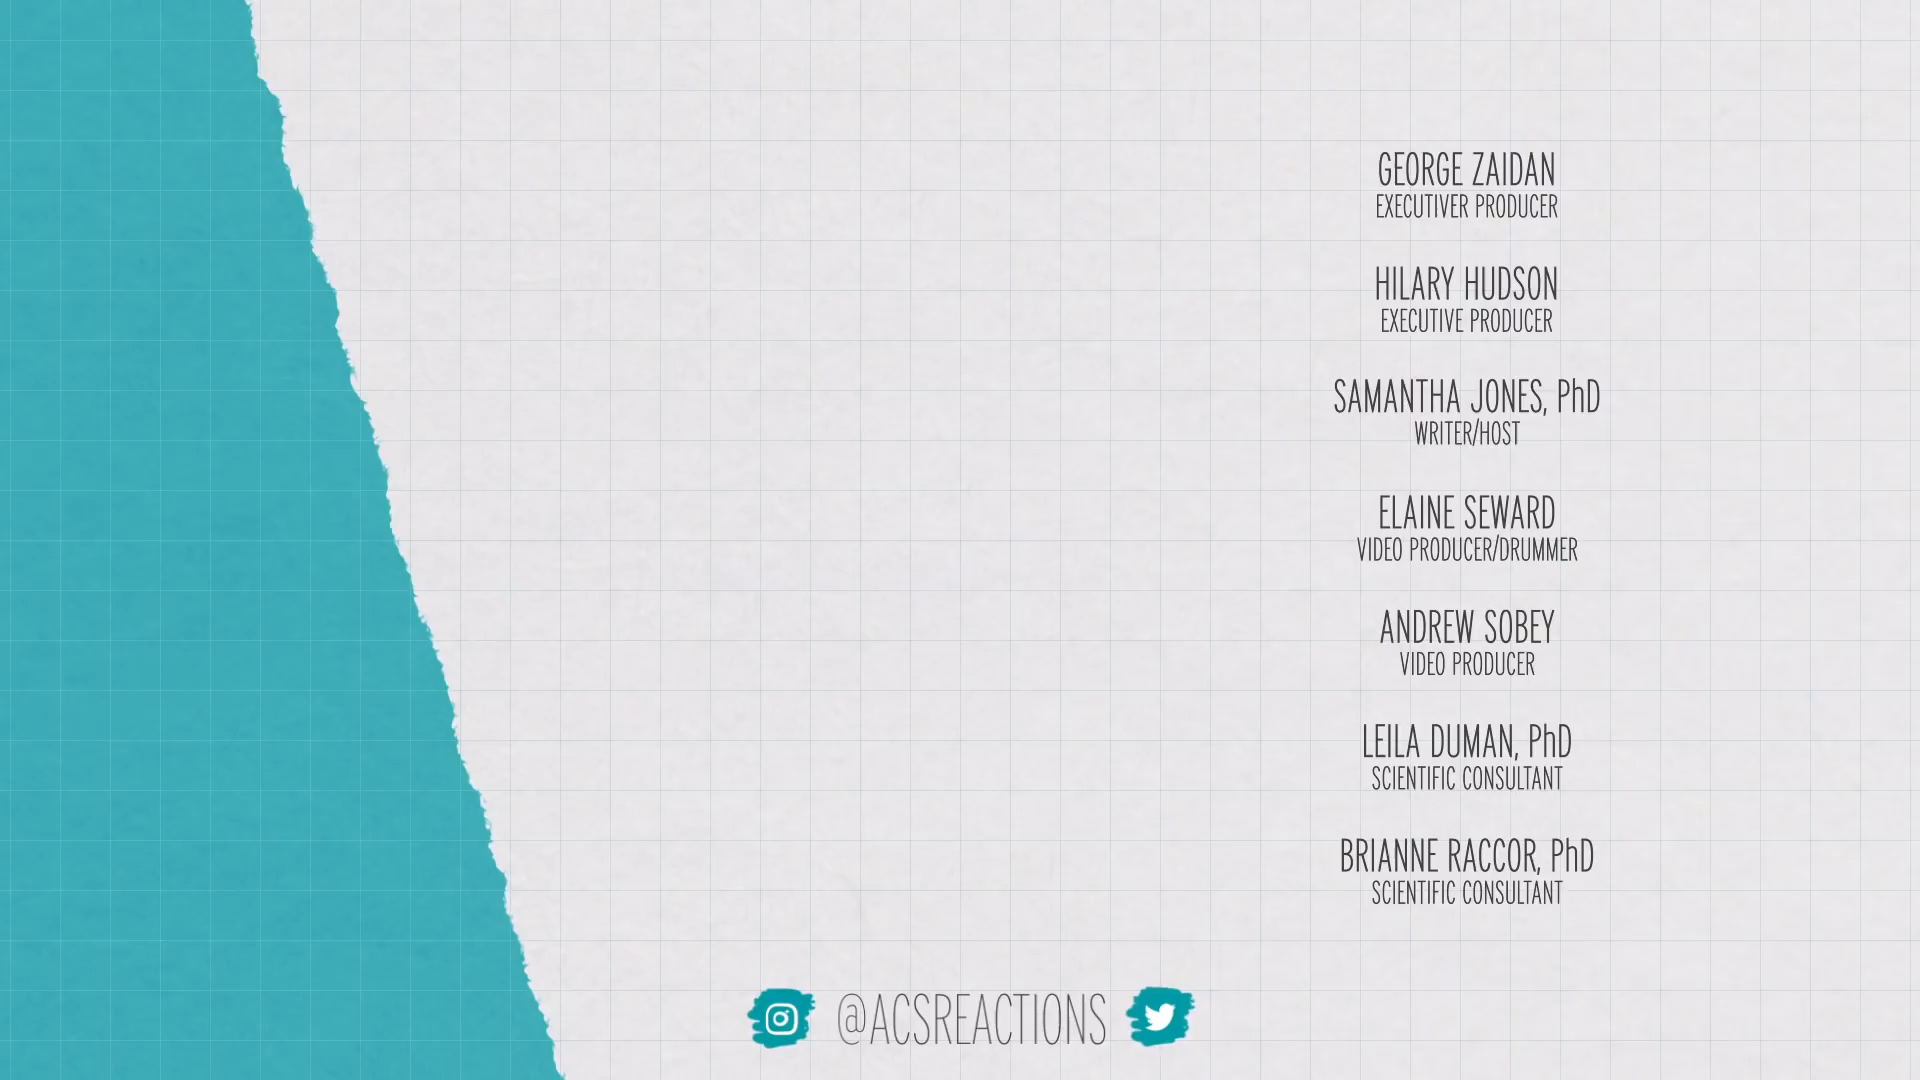 GEORGE ZAIDAN
EXECUTIVER PRODUCER
HILARY HUDSON
EXECUTIVE PRODUCER
SAMANTHA JONES, PhD
WRITER/HOST
ELAINE SEWARD
VIDEO PRODUCER/DRUMMER
ANDREW SOBEY
VIDEO PRODUCER
LEILA DUMAN, PhD
SCIENTIFIC CONSULTANT
BRIANNE RACCOR, PhD
SCIENTIFIC CONSULTANT
@ACSREACTIONS